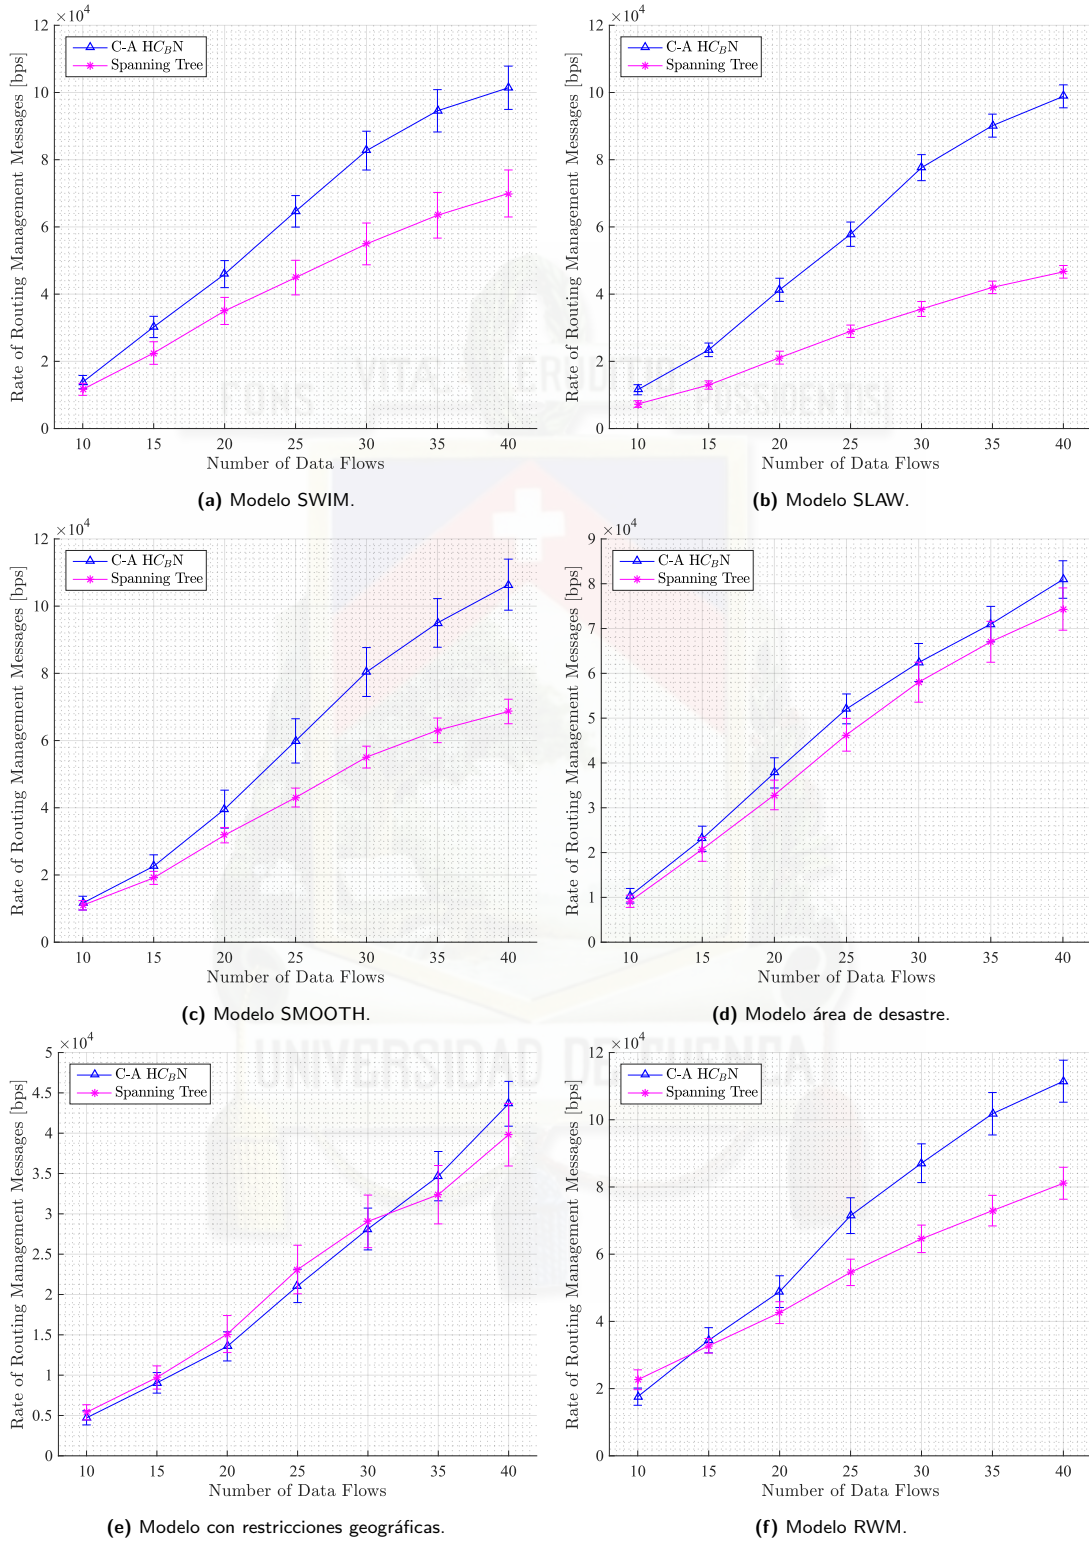 ×10⁴
12
10
8
6
4
2
0
C-A HC_BN
Spanning Tree
Rate of Routing Management Messages [bps]
10 15 20 25 30 35 40
Number of Data Flows
(a) Modelo SWIM.
×10⁴
12
10
8
6
4
2
0
C-A HC_BN
Spanning Tree
Rate of Routing Management Messages [bps]
10 15 20 25 30 35 40
Number of Data Flows
(b) Modelo SLAW.
×10⁴
12
10
8
6
4
2
0
C-A HC_BN
Spanning Tree
Rate of Routing Management Messages [bps]
10 15 20 25 30 35 40
Number of Data Flows
(c) Modelo SMOOTH.
×10⁴
9
8
7
6
5
4
3
2
1
0
C-A HC_BN
Spanning Tree
Rate of Routing Management Messages [bps]
10 15 20 25 30 35 40
Number of Data Flows
(d) Modelo área de desastre.
×10⁴
5
4.5
4
3.5
3
2.5
2
1.5
1
0.5
0
C-A HC_BN
Spanning Tree
Rate of Routing Management Messages [bps]
10 15 20 25 30 35 40
Number of Data Flows
(e) Modelo con restricciones geográficas.
×10⁴
12
10
8
6
4
2
0
C-A HC_BN
Spanning Tree
Rate of Routing Management Messages [bps]
10 15 20 25 30 35 40
Number of Data Flows
(f) Modelo RWM.
UNIVERSIDAD DE CUENCA